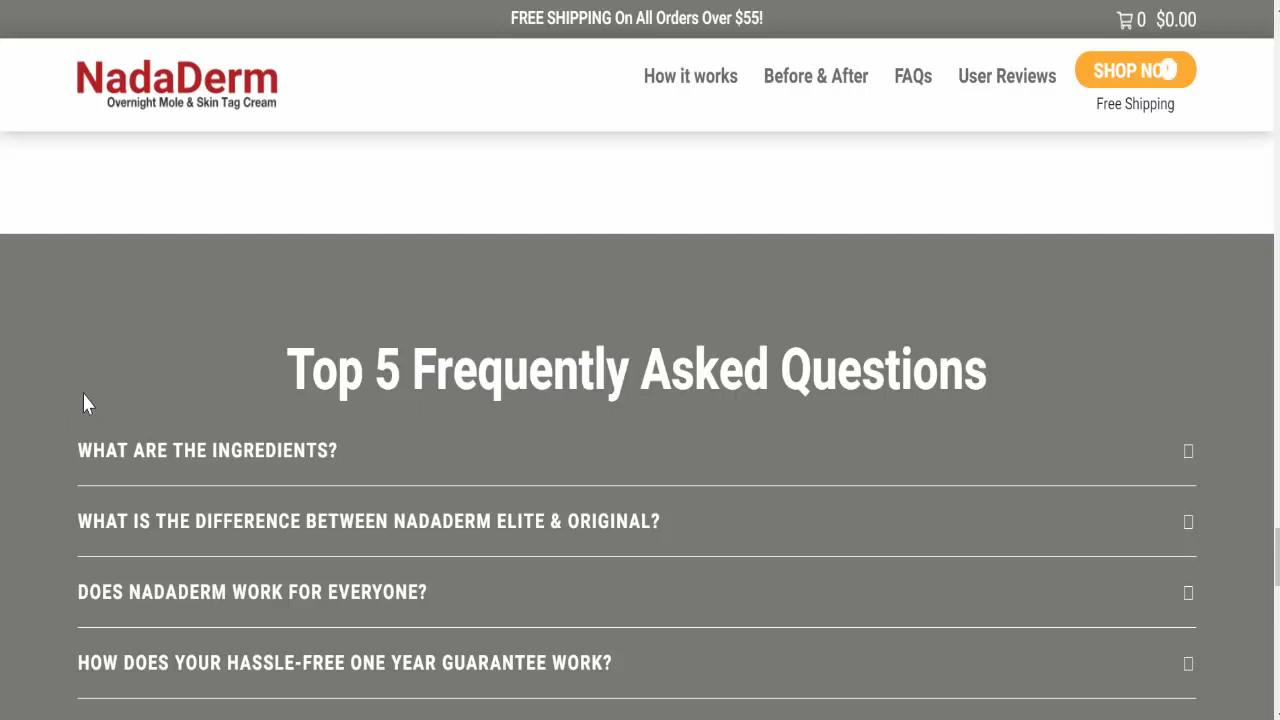 FREE SHIPPING On All Orders Over $55!
0 $0.00
NadaDerm
Overnight Mole & Skin Tag Cream
How it works
Before & After
FAQs
User Reviews
SHOP NO
Free Shipping
Top 5 Frequently Asked Questions
WHAT ARE THE INGREDIENTS?
WHAT IS THE DIFFERENCE BETWEEN NADADERM ELITE & ORIGINAL?
DOES NADADERM WORK FOR EVERYONE?
HOW DOES YOUR HASSLE-FREE ONE YEAR GUARANTEE WORK?